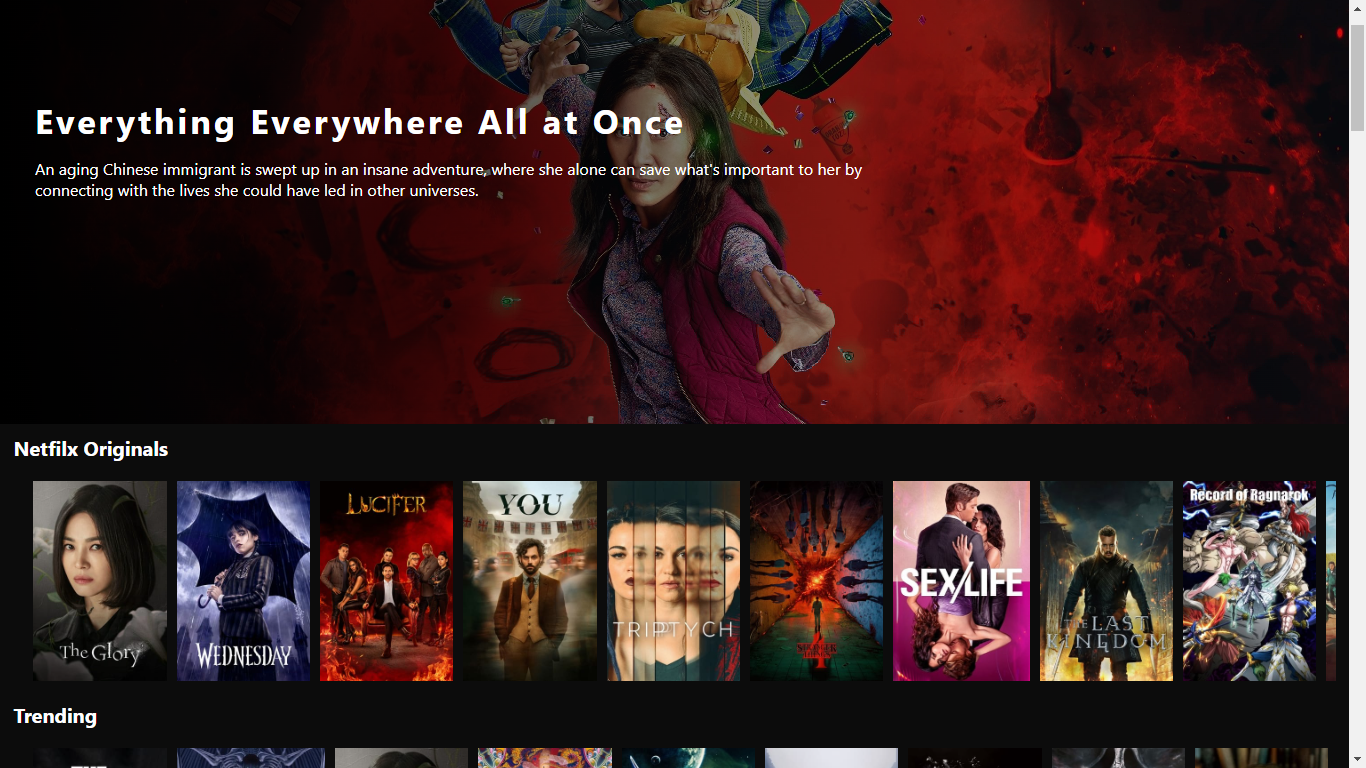 Everything Everywhere All at Once
An aging Chinese immigrant is swept up in an insane adventure, where she alone can save what's important to her by
connecting with the lives she could have led in other universes.
Netfilx Originals
The Glory
WEDNESDAY
LUCIFER
YOU
TRIPTYCH
STRANGER
THINGS
4
SEX/LIFE
THE LAST
KINGDOM
Record of Ragnarok
Trending
THE